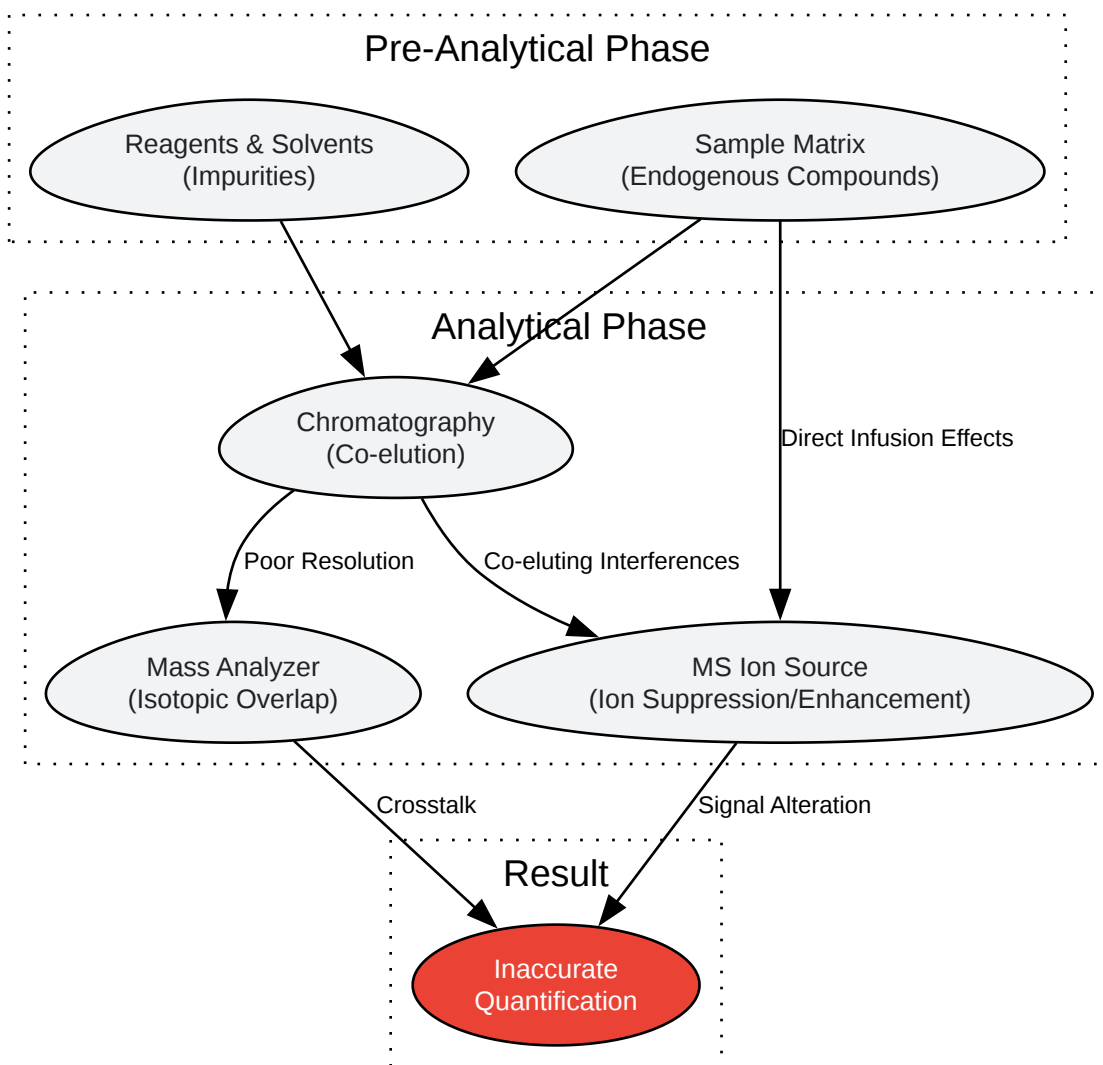 Pre-Analytical Phase
Reagents & Solvents
(Impurities)
Sample Matrix
(Endogenous Compounds)
Analytical Phase
Chromatography
(Co-elution)
Direct Infusion Effects
Poor Resolution
Co-eluting Interferences
Mass Analyzer
(Isotopic Overlap)
MS Ion Source
(Ion Suppression/Enhancement)
Crosstalk
Signal Alteration
Result
Inaccurate
Quantification